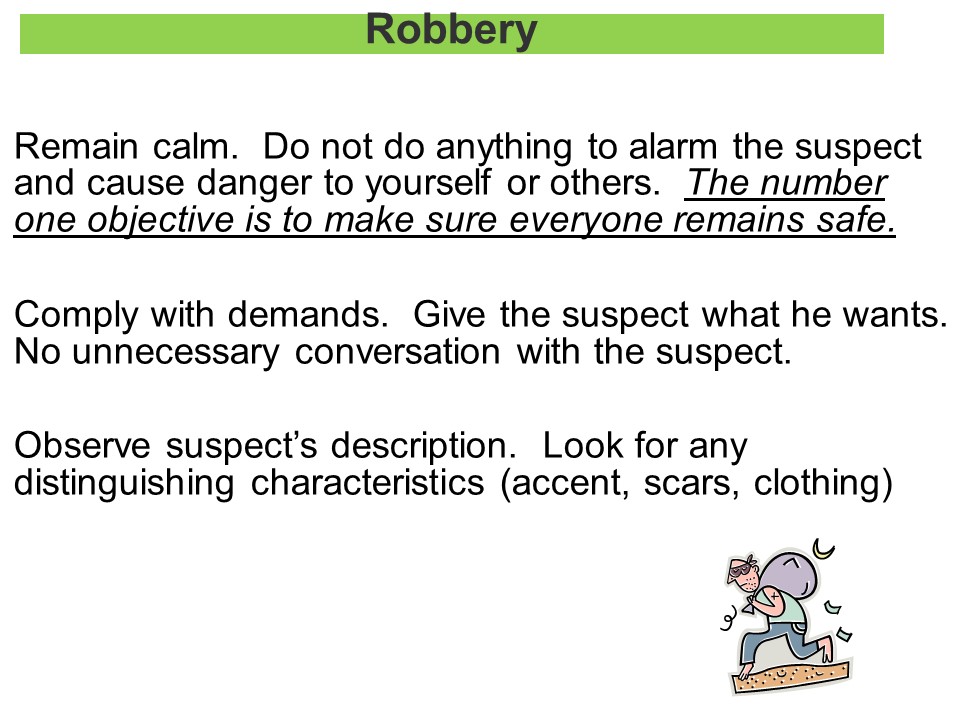 Robbery
Remain calm.  Do not do anything to alarm the suspect
and cause danger to yourself or others.  The number
one objective is to make sure everyone remains safe.
Comply with demands.  Give the suspect what he wants.
No unnecessary conversation with the suspect.
Observe suspect’s description.  Look for any
distinguishing characteristics (accent, scars, clothing)